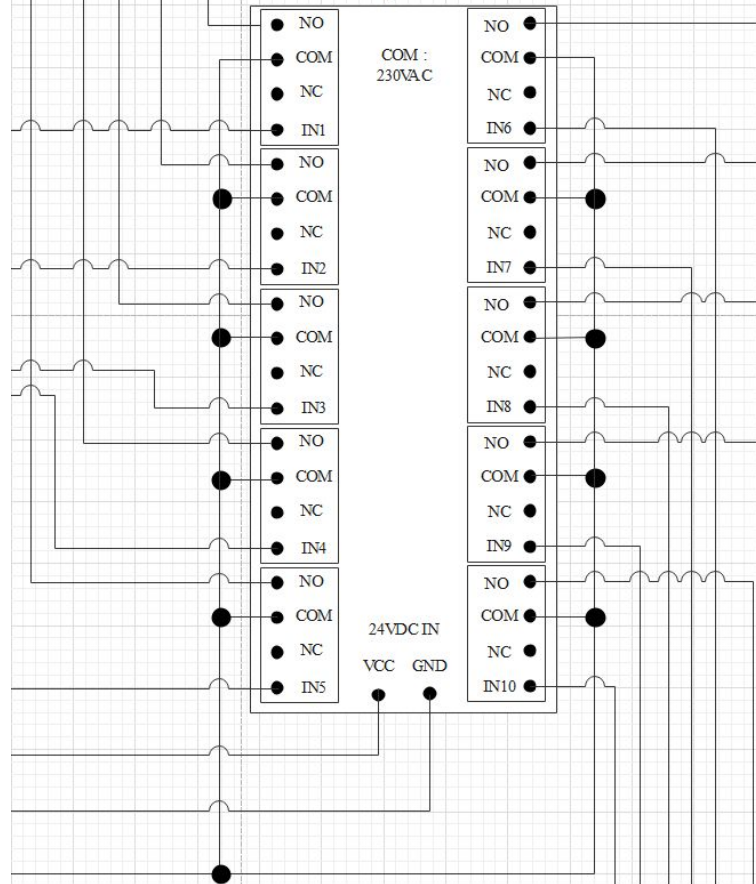 NO
COM
NC
IN1
NO
COM
NC
IN2
NO
COM
NC
IN3
NO
COM
NC
IN4
NO
COM
NC
IN5
COM :
230VAC
24VDC IN
VCC GND
NO
COM
NC
IN6
NO
COM
NC
IN7
NO
COM
NC
IN8
NO
COM
NC
IN9
NO
COM
NC
IN10